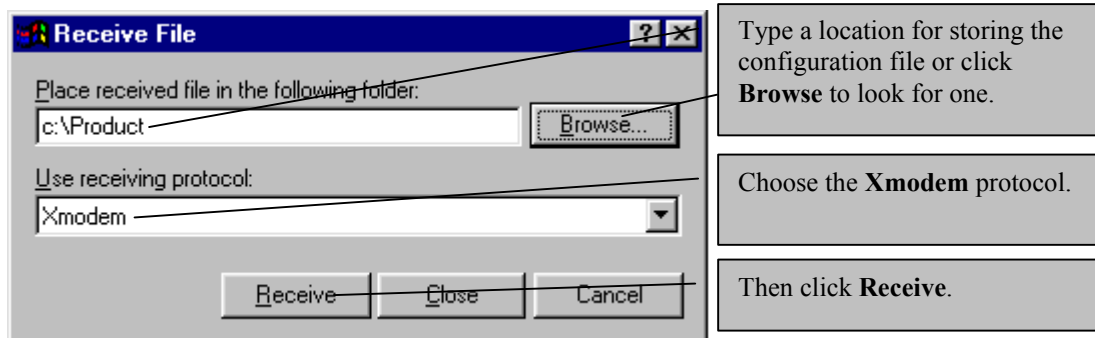 Receive File
Type a location for storing the
configuration file or click
Browse to look for one.
Place received file in the following folder:
c:\Product
Browse...
Use receiving protocol:
Xmodem
Choose the Xmodem protocol.
Receive
Close
Cancel
Then click Receive.